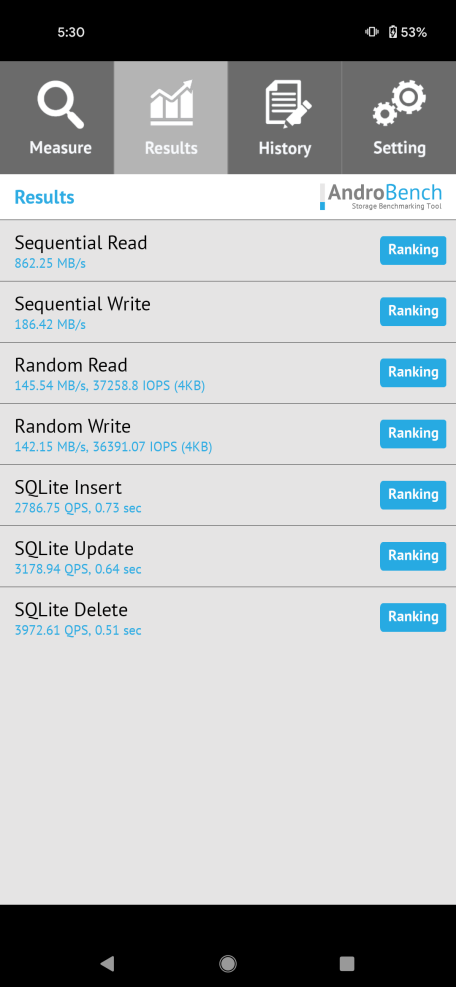 5:30
53%
Measure
Results
History
Setting
Results
AndroBench
Storage Benchmarking Tool
Sequential Read
862.25 MB/s
Ranking
Sequential Write
186.42 MB/s
Ranking
Random Read
145.54 MB/s, 37258.8 IOPS (4KB)
Ranking
Random Write
142.15 MB/s, 36391.07 IOPS (4KB)
Ranking
SQLite Insert
2786.75 QPS, 0.73 sec
Ranking
SQLite Update
3178.94 QPS, 0.64 sec
Ranking
SQLite Delete
3972.61 QPS, 0.51 sec
Ranking